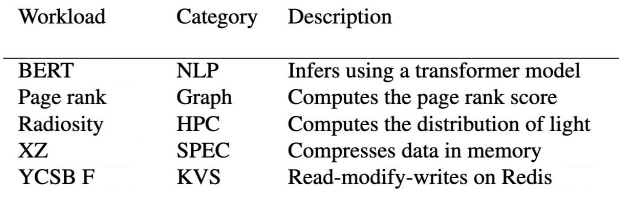 Workload Category Description
BERT NLP Infers using a transformer model
Page rank Graph Computes the page rank score
Radiosity HPC Computes the distribution of light
XZ SPEC Compresses data in memory
YCSB F KVS Read-modify-writes on Redis